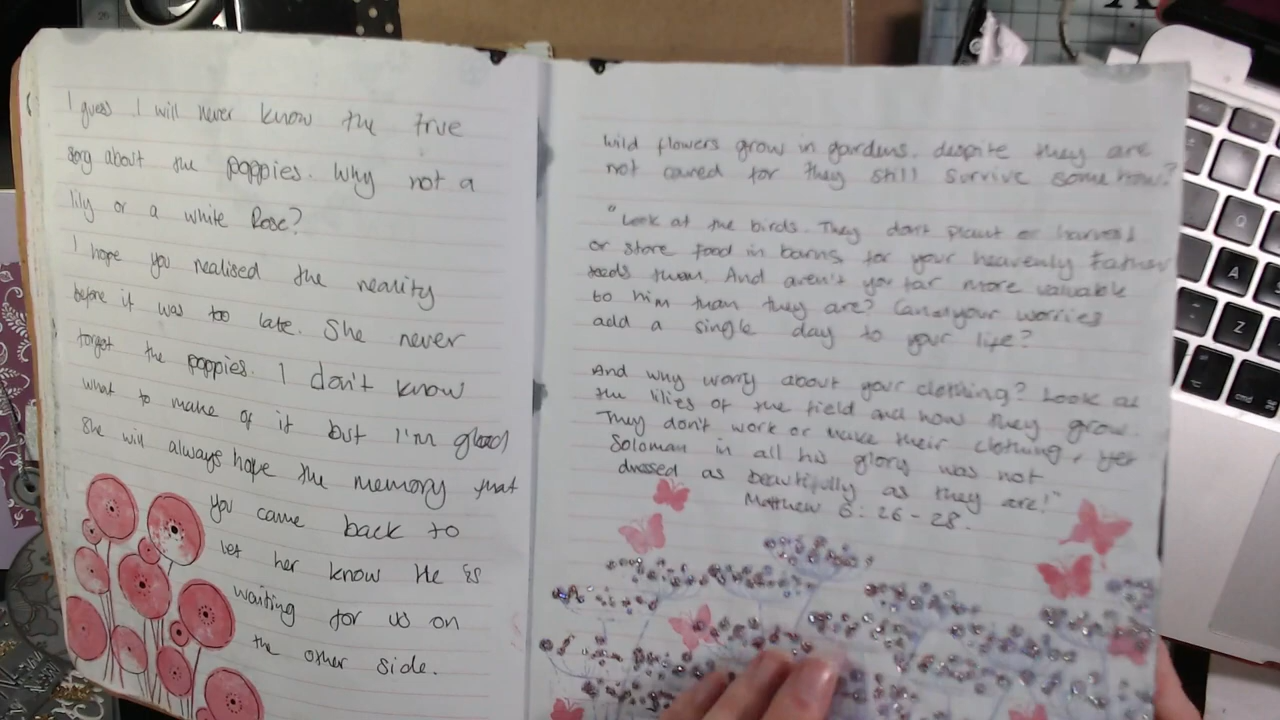 I guess I will never know the true
song about the poppies. Why not a
lily or a white Rose?
I hope you realised the reality
before it was too late. She never
forgot the poppies. I don't know
what to make of it but I'm glad
She will always hope the memory that
you came back to
let her know He is
waiting for us on
the other side.
wild flowers grow in gardens. despite they are
not cared for they still survive somehow?
"Look at the birds. They don't plant or harvest
or store food in barns for your heavenly Father
feeds them. And aren't you far more valuable
to him than they are? Can your worries
add a single day to your life?
And why worry about your clothing? Look at
the lilies of the field and how they grow.
They don't work or make their clothing, yet
Soloman in all his glory was not
dressed as beautifully as they are!"
Matthew 6:26-28.
Q
A
Z
cmd